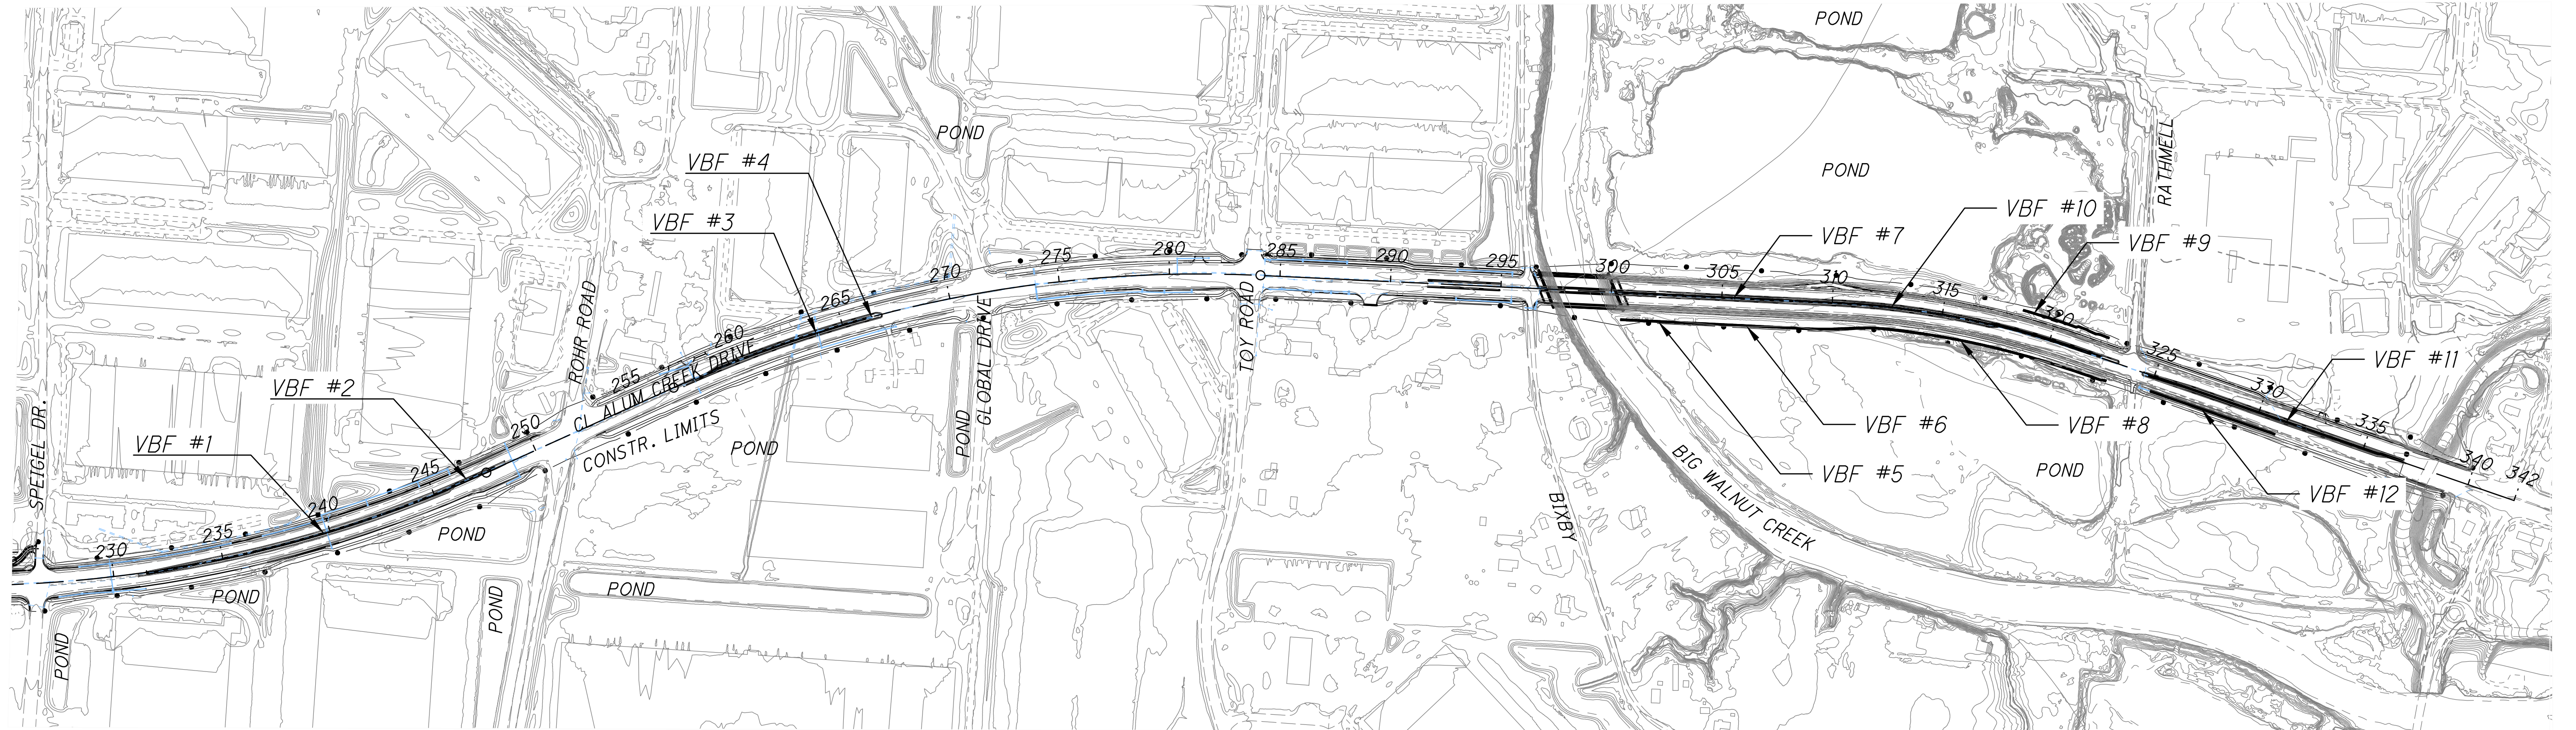 POND
POND
POND
RATHMELL
VBF #4
VBF #3
VBF #10
VBF #7
VBF #9
275
280
285
290
295
300
305
310
315
320
325
330
335
340
342
270
265
260
255
250
245
240
235
230
ROHR ROAD
CL ALUM CREEK DRIVE
CONSTR. LIMITS
GLOBAL DRIVE
TOY ROAD
SPEIGEL DR.
VBF #2
VBF #1
VBF #11
VBF #6
VBF #8
VBF #5
VBF #12
BIXBY
BIG WALNUT CREEK
POND
POND
POND
POND
POND
POND
POND
POND
POND